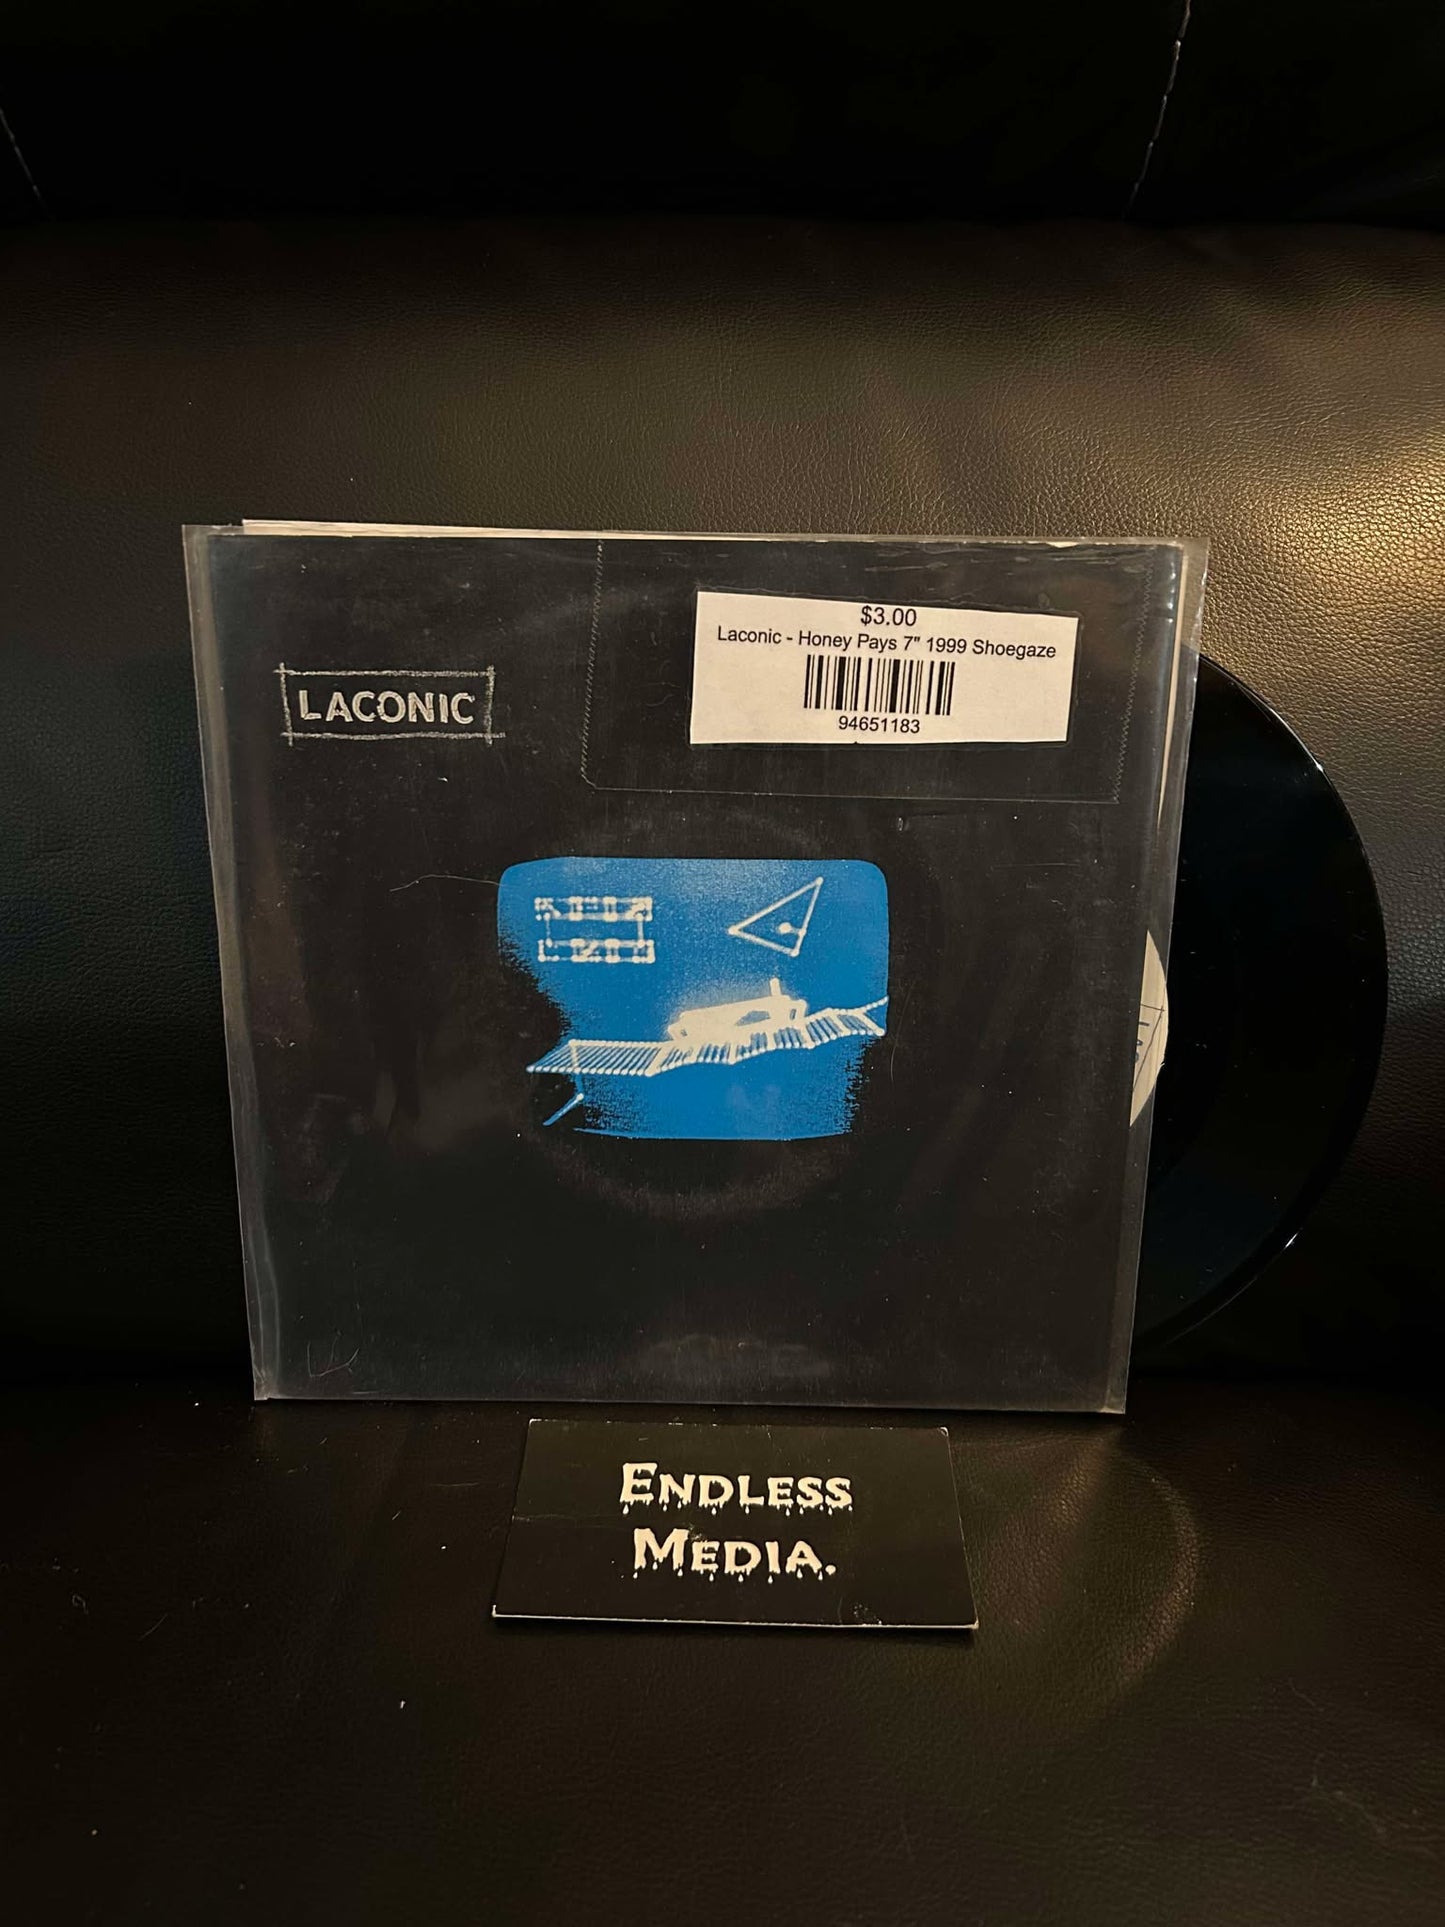 $3.00
Laconic - Honey Pays 7" 1999 Shoegaze
94651183
LACONIC
ENDLESS
MEDIA.